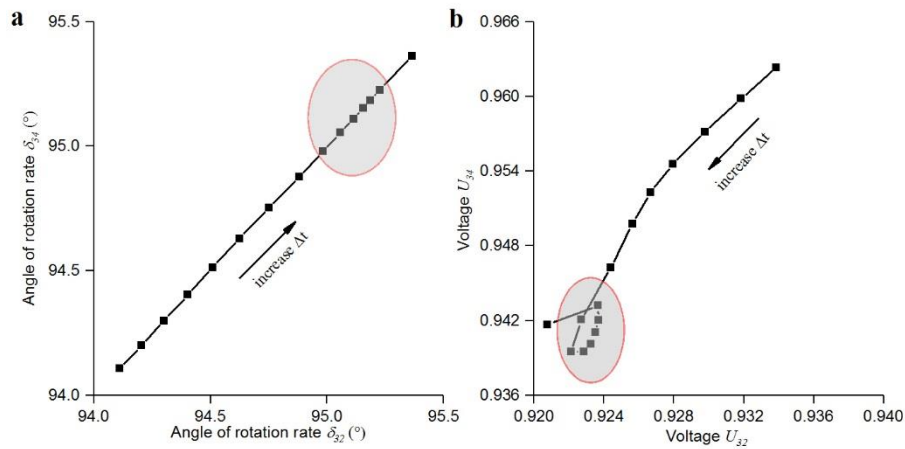 a
95.5
95.0
94.5
94.0
Angle of rotation rate δ34 (°)
increase Δt
94.0 94.5 95.0 95.5
Angle of rotation rate δ32 (°)
b
0.966
0.960
0.954
0.948
0.942
0.936
Voltage U34
increase Δt
0.920 0.924 0.928 0.932 0.936 0.940
Voltage U32